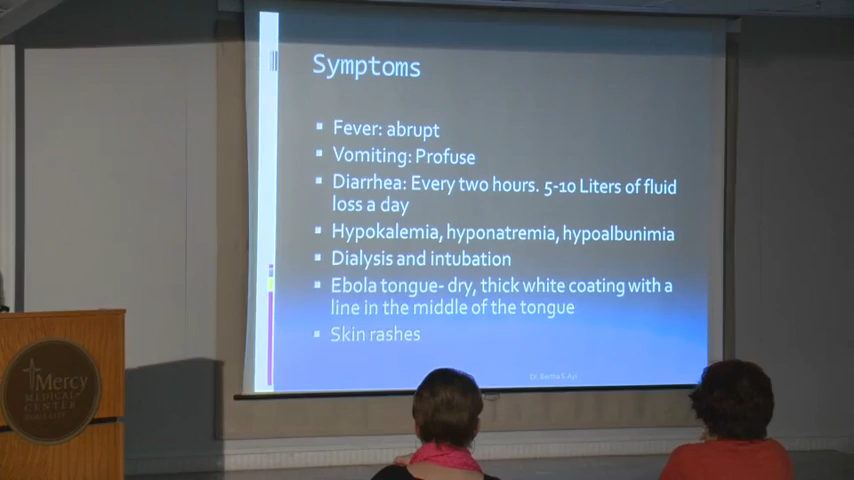 Symptoms
▪ Fever: abrupt
▪ Vomiting: Profuse
▪ Diarrhea: Every two hours. 5-10 Liters of fluid
loss a day
▪ Hypokalemia, hyponatremia, hypoalbunimia
▪ Dialysis and intubation
▪ Ebola tongue- dry, thick white coating with a
line in the middle of the tongue
▪ Skin rashes
Mercy
MEDICAL
CENTER